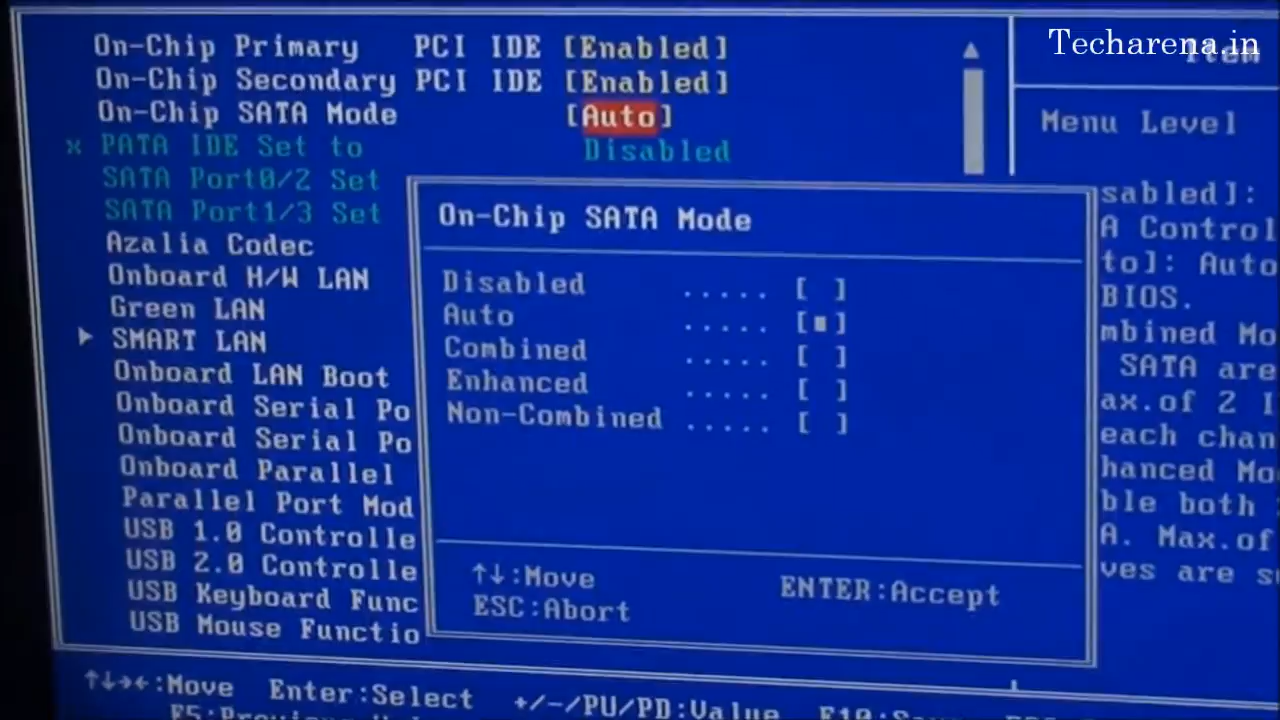 Techarena.in
On-Chip Primary PCI IDE [Enabled]
On-Chip Secondary PCI IDE [Enabled]
On-Chip SATA Mode [Auto]
x PATA IDE Set to Disabled
SATA Port0/2 Set
SATA Port1/3 Set
Azalia Codec
Onboard H/W LAN
Green LAN
▶ SMART LAN
Onboard LAN Boot
Onboard Serial Po
Onboard Serial Po
Onboard Parallel
Parallel Port Mod
USB 1.0 Controlle
USB 2.0 Controlle
USB Keyboard Func
USB Mouse Functio
On-Chip SATA Mode
Disabled ..... [ ]
Auto ..... [■]
Combined ..... [ ]
Enhanced ..... [ ]
Non-Combined ..... [ ]
↑↓:Move ENTER:Accept
ESC:Abort
Item
Menu Level
sabled]:
A Control
to]: Auto
BIOS.
mbined Mo
SATA are
ax.of 2 I
each chan
hanced Mo
ble both
A. Max.of
ves are s
↑↓→←:Move Enter:Select +/-/PU/PD:Value